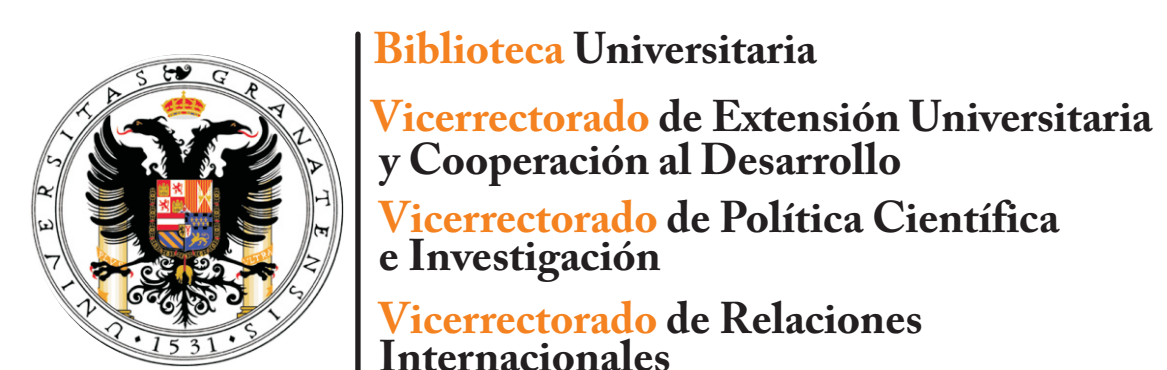 UNIVERSITAS GRANATENSIS
· 1531 ·
Biblioteca Universitaria
Vicerrectorado de Extensión Universitaria
y Cooperación al Desarrollo
Vicerrectorado de Política Científica
e Investigación
Vicerrectorado de Relaciones
Internacionales